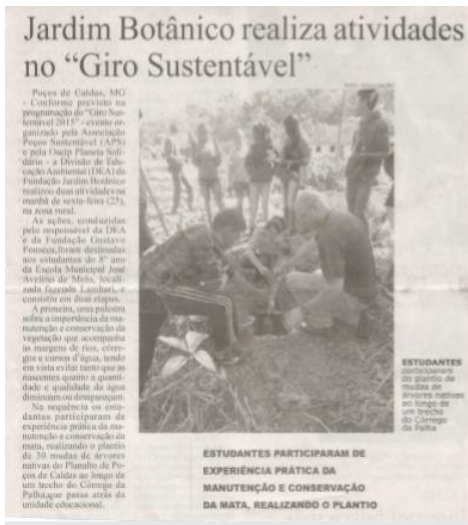 Jardim Botânico realiza atividades
no “Giro Sustentável”
Poços de Caldas, MG
- Conforme previsto na
programação do “Giro Sus-
tentável 2015” - evento or-
ganizado pela Associação
Poços Sustentável (APS)
e pela Oscip Planeta Soli-
dário - a Divisão de Edu-
cação Ambiental (DEA) da
Fundação Jardim Botânico
realizou duas atividades na
manhã de sexta-feira (25),
na zona rural.
As ações, conduzidas
pelo responsável da DEA
e da Fundação Gustavo
Fonseca, foram destinadas
aos estudantes do 8º ano
da Escola Municipal José
Avelino de Melo, locali-
zada fazenda Lambari, e
consistiu em duas etapas.
A primeira, uma palestra
sobre a importância da ma-
nutenção e conservação da
vegetação que acompanha
as margens de rios, córre-
gos e cursos d'água, tendo
em vista evitar tanto que as
nascentes quanto a quanti-
dade e qualidade da água
diminuam ou desapareçam.
Na sequência os estu-
dantes participaram de
experiência prática da ma-
nutenção e conservação da
mata, realizando o plantio
de 30 mudas de árvores
nativas do Planalto de Po-
ços de Caldas ao longo de
um trecho do Córrego da
Palha, que passa atrás da
unidade educacional.
ESTUDANTES
participaram
do plantio de
mudas de
árvores nativas
ao longo de
um trecho
do Córrego
da Palha
ESTUDANTES PARTICIPARAM DE
EXPERIÊNCIA PRÁTICA DA
MANUTENÇÃO E CONSERVAÇÃO
DA MATA, REALIZANDO O PLANTIO